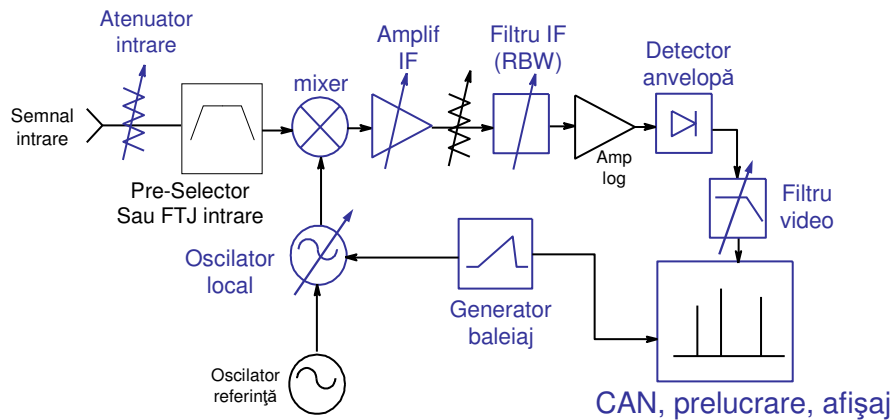 Atenuator
intrare
Semnal
intrare
Pre-Selector
Sau FTJ intrare
mixer
Amplif
IF
Filtru IF
(RBW)
Amp
log
Detector
anvelopă
Filtru
video
Oscilator
local
Generator
baleiaj
Oscilator
referinţă
CAN, prelucrare, afişaj